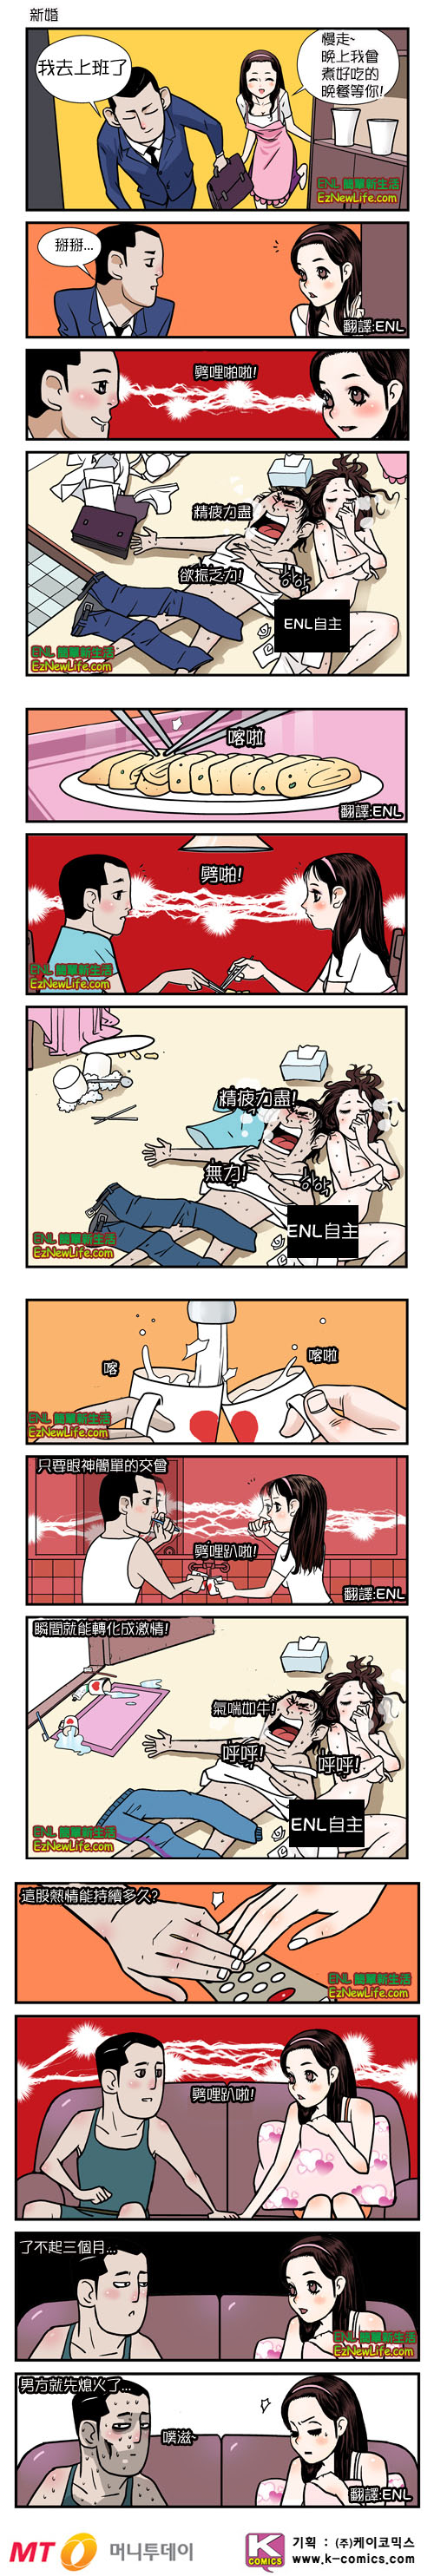 新婚
我去上班了
慢走~
晚上我會
煮好吃的
晚餐等你!
ENL 簡單新生活
EzNewLife.com
掰掰...
翻譯:ENL
劈哩啪啦!
精疲力盡
欲振乏力!
하악
ENL自主
ENL 簡單新生活
EzNewLife.com
喀啦
翻譯:ENL
劈啪!
ENL 簡單新生活
EzNewLife.com
精疲力盡!
無力!
하악
ENL自主
ENL 簡單新生活
EzNewLife.com
喀
喀啦
ENL 簡單新生活
EzNewLife.com
只要眼神簡單的交會
劈哩趴啦!
翻譯:ENL
瞬間就能轉化成激情!
氣喘如牛!
呼呼!
呼呼!
ENL自主
ENL 簡單新生活
EzNewLife.com
這股熱情能持續多久?
ENL 簡單新生活
EzNewLife.com
劈哩趴啦!
了不起三個月...
ENL 簡單新生活
EzNewLife.com
男方就先熄火了...
噗滋~
翻譯:ENL
MT 머니투데이
K COMICS
기획 : (주)케이코믹스
www.k-comics.com